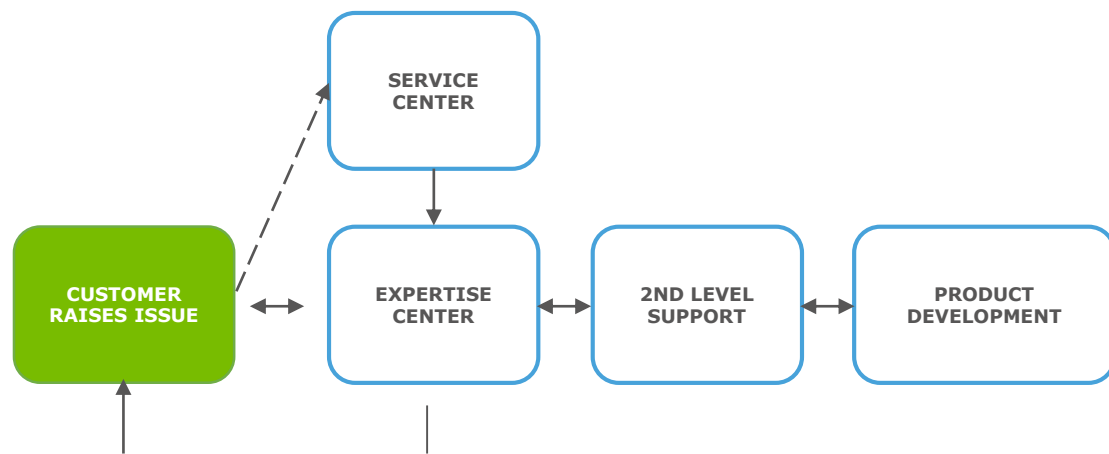 SERVICE
CENTER
CUSTOMER
RAISES ISSUE
EXPERTISE
CENTER
2ND LEVEL
SUPPORT
PRODUCT
DEVELOPMENT